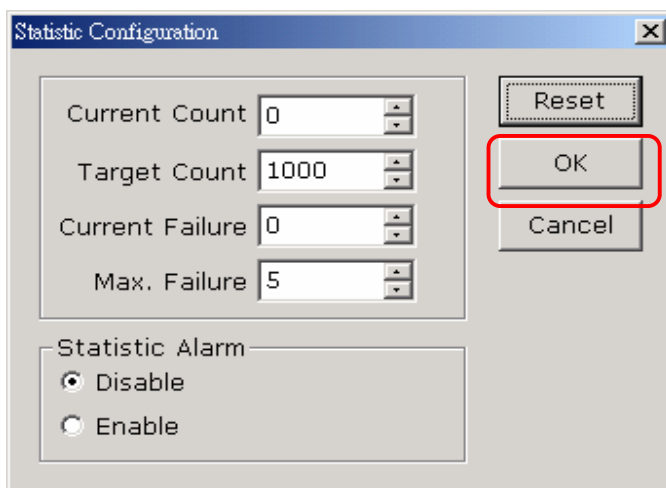 Statistic Configuration
Current Count 0
Target Count 1000
Current Failure 0
Max. Failure 5
Reset
OK
Cancel
Statistic Alarm
Disable
Enable